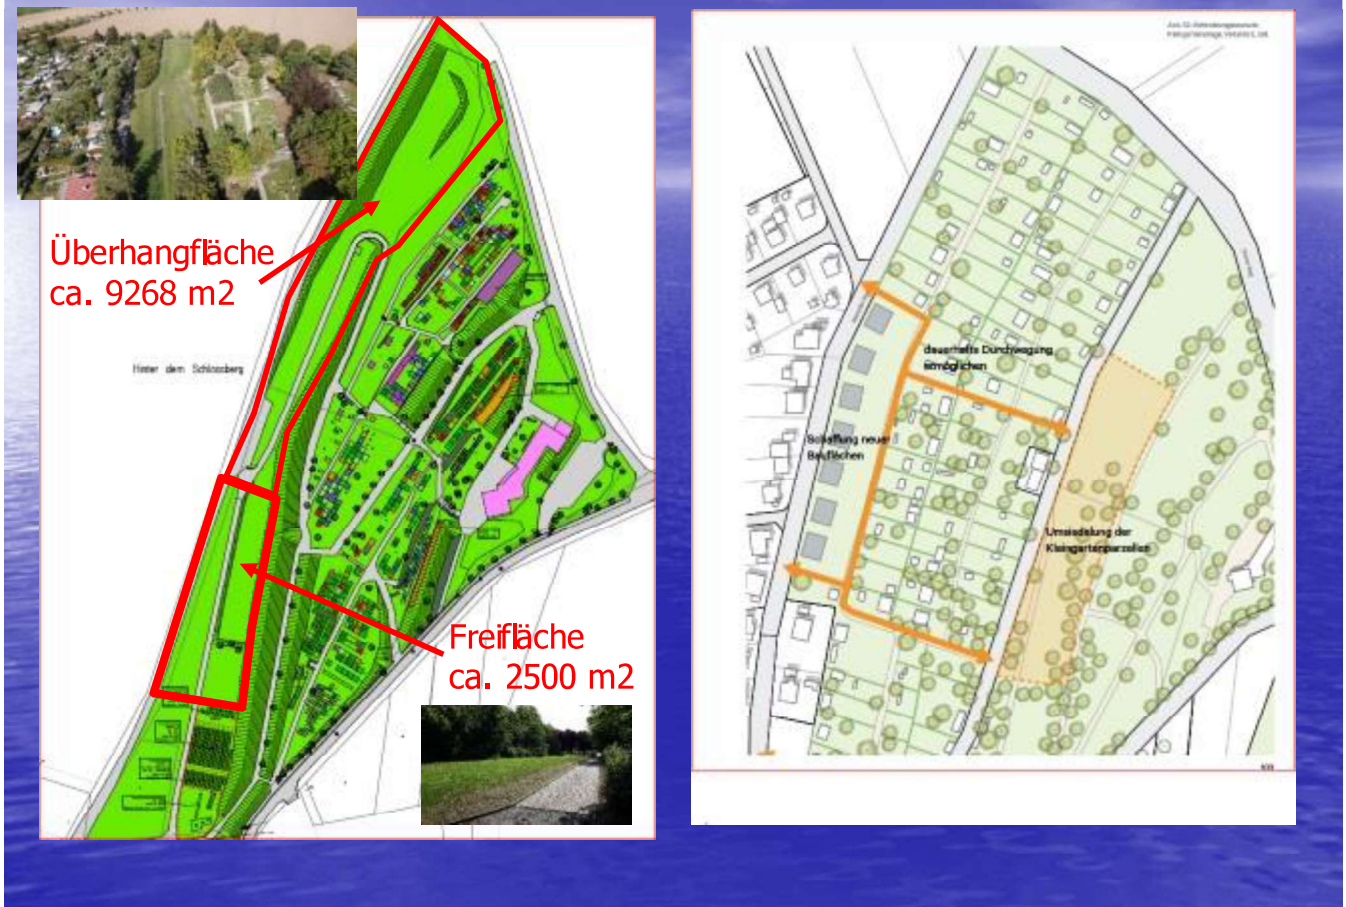 Überhangfläche
ca. 9268 m2
Hinter dem Schlossberg
Freifläche
ca. 2500 m2
dauerhafte Durchwegung
ermöglichen
Schaffung neuer
Bauflächen
Umsiedelung der
Kleingartenparzellen